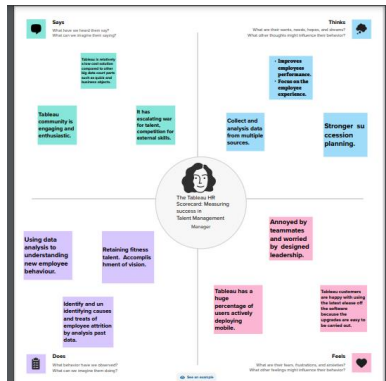 Says
What have we heard them say?
What can we imagine them saying?
Thinks
What are their wants, needs, hopes, and dreams?
What other thoughts might influence their behavior?
Tableau is relatively
a low cost solution
compared to other
big data count parts
such as quick and
business objects
Tableau
community is
engaging and
enthusiastic.
It has
escalating war
for talent,
competition for
external skills.
• Improves
employees
performance.
• Focus on the
employee
experience.
Collect and
analysis data
from multiple
sources.
Stronger su
ccession
planning.
The Tableau HR
Scorecard: Measuring
success in
Talent Management
Manager
Using data
analysis to
understanding
new employee
behaviour.
Retaining fitness
talent. Accomplis
hment of vision.
Identify and un
identifying causes
and treats of
employee attrition
by analysis past
data.
Annoyed by
teammates
and worried
by designed
leadership.
Tableau has a
huge
percentage of
users actively
deploying
mobile.
Tableau customers
are happy with using
the latest please off
the software
because the
upgrades are easy to
be carried out.
Does
What behavior have we observed?
What can we imagine them doing?
See an example
Feels
What are their fears, frustrations, and anxieties?
What other feelings might influence their behavior?